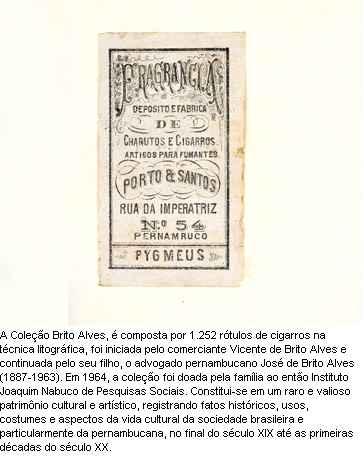 FRAGRANCIA
DEPOSITO E FABRICA
DE
CHARUTOS E CIGARROS.
ARTIGOS PARA FUMANTES.
PORTO & SANTOS
RUA DA IMPERATRIZ
N.º 54
PERNAMBUCO
PYGMEUS
A Coleção Brito Alves, é composta por 1.252 rótulos de cigarros na
técnica litográfica, foi iniciada pelo comerciante Vicente de Brito Alves e
continuada pelo seu filho, o advogado pernambucano José de Brito Alves
(1887-1963). Em 1964, a coleção foi doada pela família ao então Instituto
Joaquim Nabuco de Pesquisas Sociais. Constitui-se em um raro e valioso
patrimônio cultural e artístico, registrando fatos históricos, usos,
costumes e aspectos da vida cultural da sociedade brasileira e
particularmente da pernambucana, no final do século XIX até as primeiras
décadas do século XX.